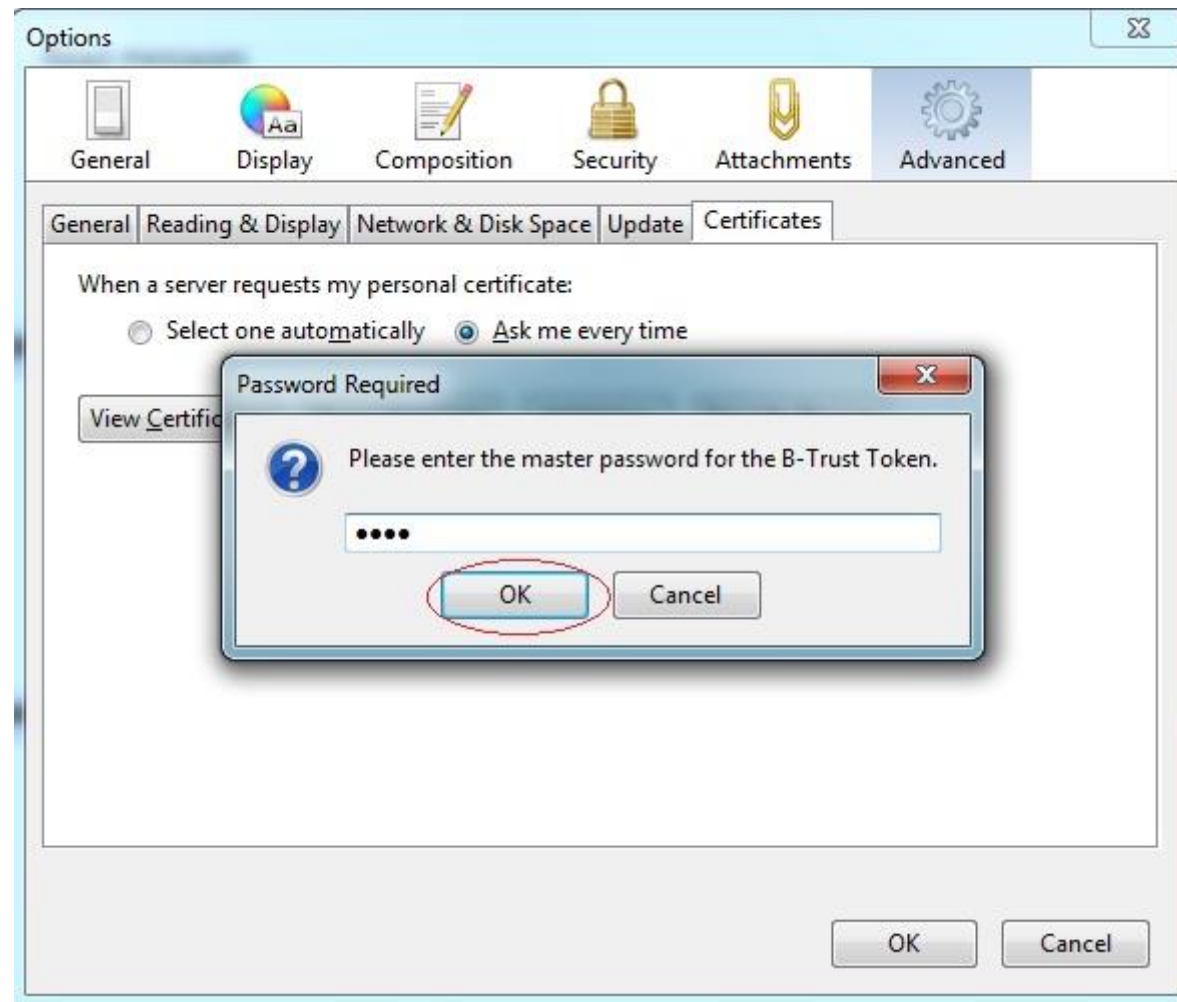 Options
General Display Composition Security Attachments Advanced
General Reading & Display Network & Disk Space Update Certificates
When a server requests my personal certificate:
Select one automatically Ask me every time
Password Required
View Certific
Please enter the master password for the B-Trust Token.
••••
OK Cancel
OK Cancel